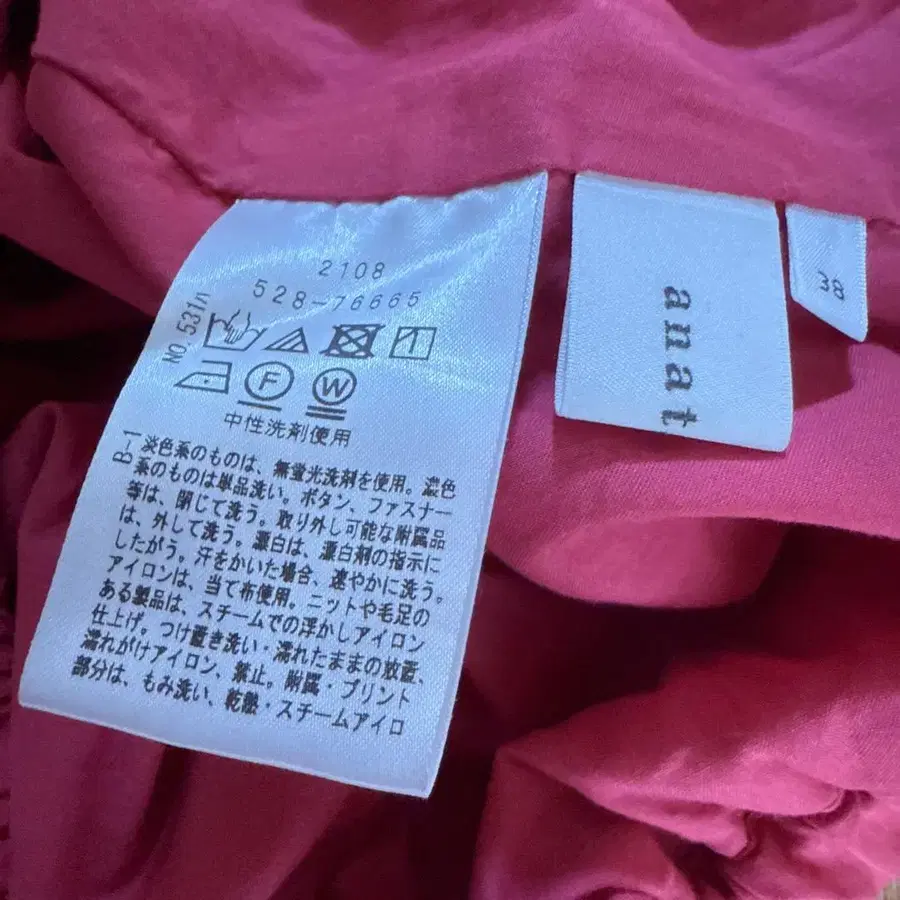 2108
528-76665
NO.531ハ
F
W
中性洗剤使用
B-1
淡色系のものは、無蛍光洗剤を使用。濃色
系のものは単品洗い。ボタン、ファスナー
等は、閉じて洗う。取り外し可能な附属品
は、外して洗う。漂白は、漂白剤の指示に
したがう。汗をかいた場合、速やかに洗う。
アイロンは、当て布使用。ニットや毛足の
ある製品は、スチームでの浮かしアイロン
仕上げ。つけ置き洗い・濡れたままの放置、
濡れがけアイロン、禁止。附属・プリント
部分は、もみ洗い、乾熱・スチームアイロ
anat
38